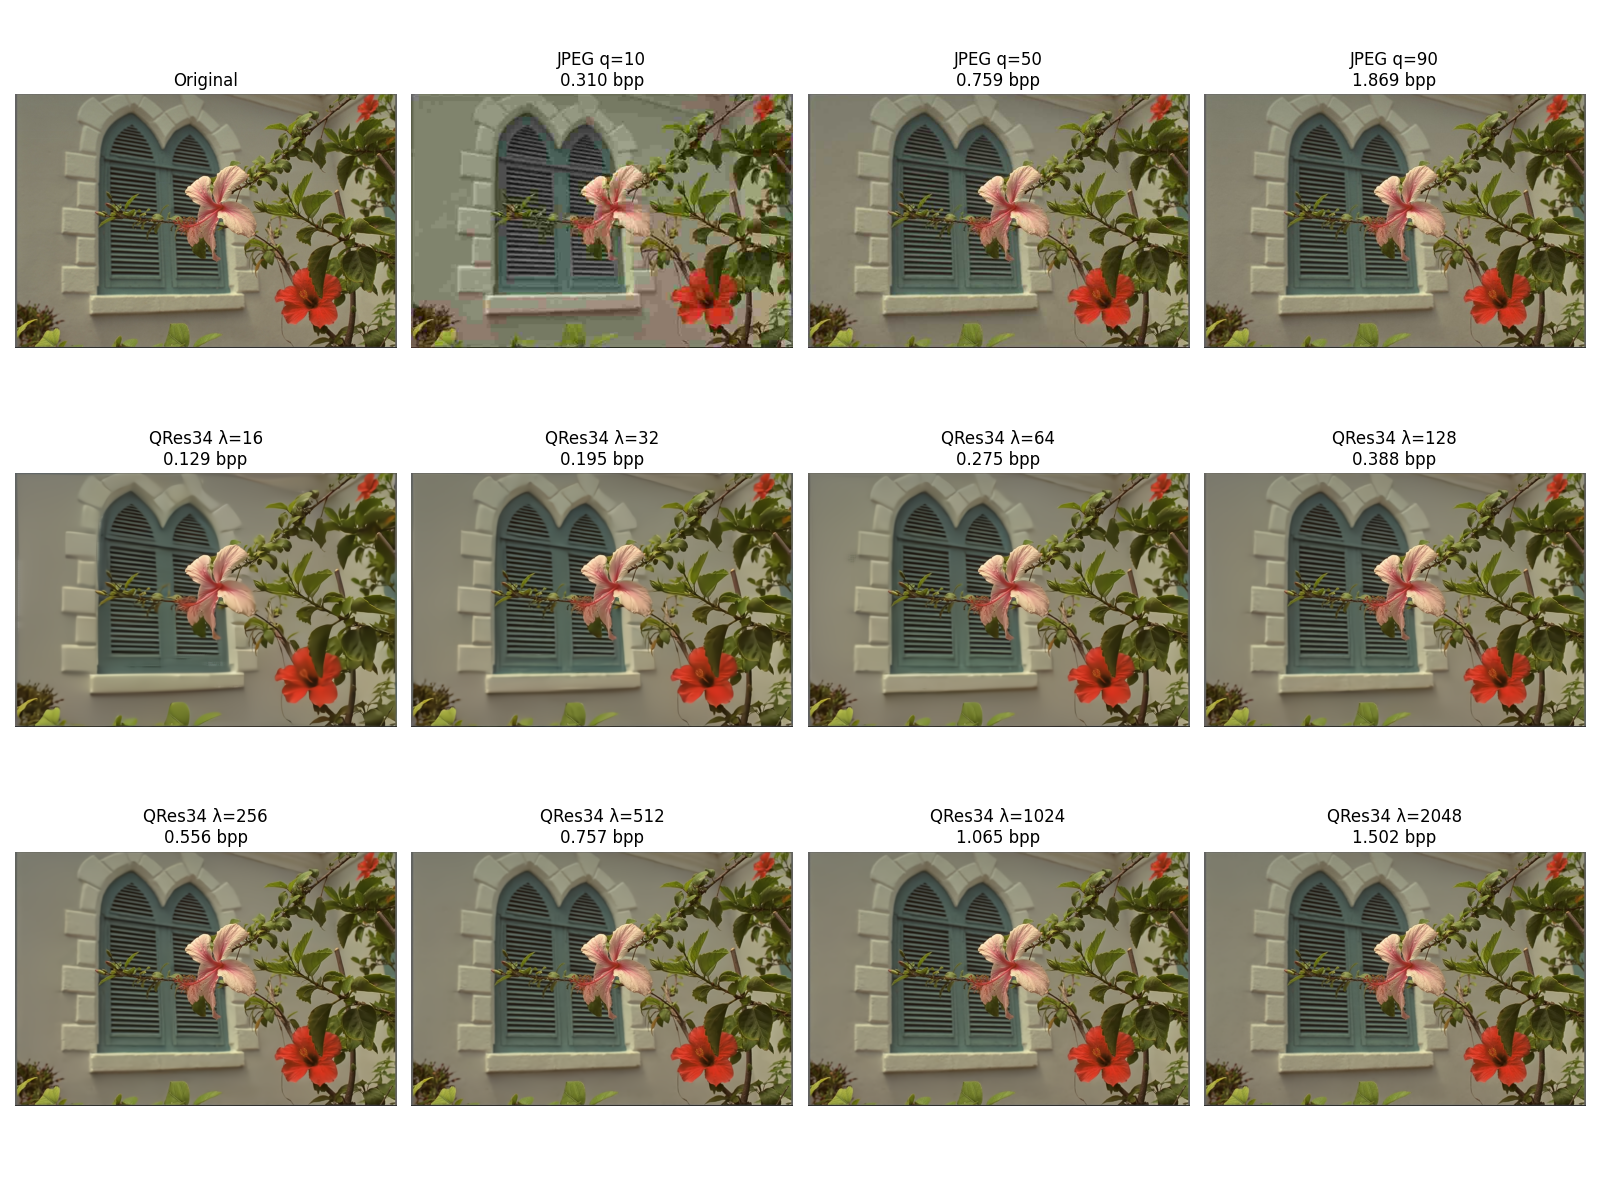 Original
JPEG q=10
0.310 bpp
JPEG q=50
0.759 bpp
JPEG q=90
1.869 bpp
QRes34 λ=16
0.129 bpp
QRes34 λ=32
0.195 bpp
QRes34 λ=64
0.275 bpp
QRes34 λ=128
0.388 bpp
QRes34 λ=256
0.556 bpp
QRes34 λ=512
0.757 bpp
QRes34 λ=1024
1.065 bpp
QRes34 λ=2048
1.502 bpp